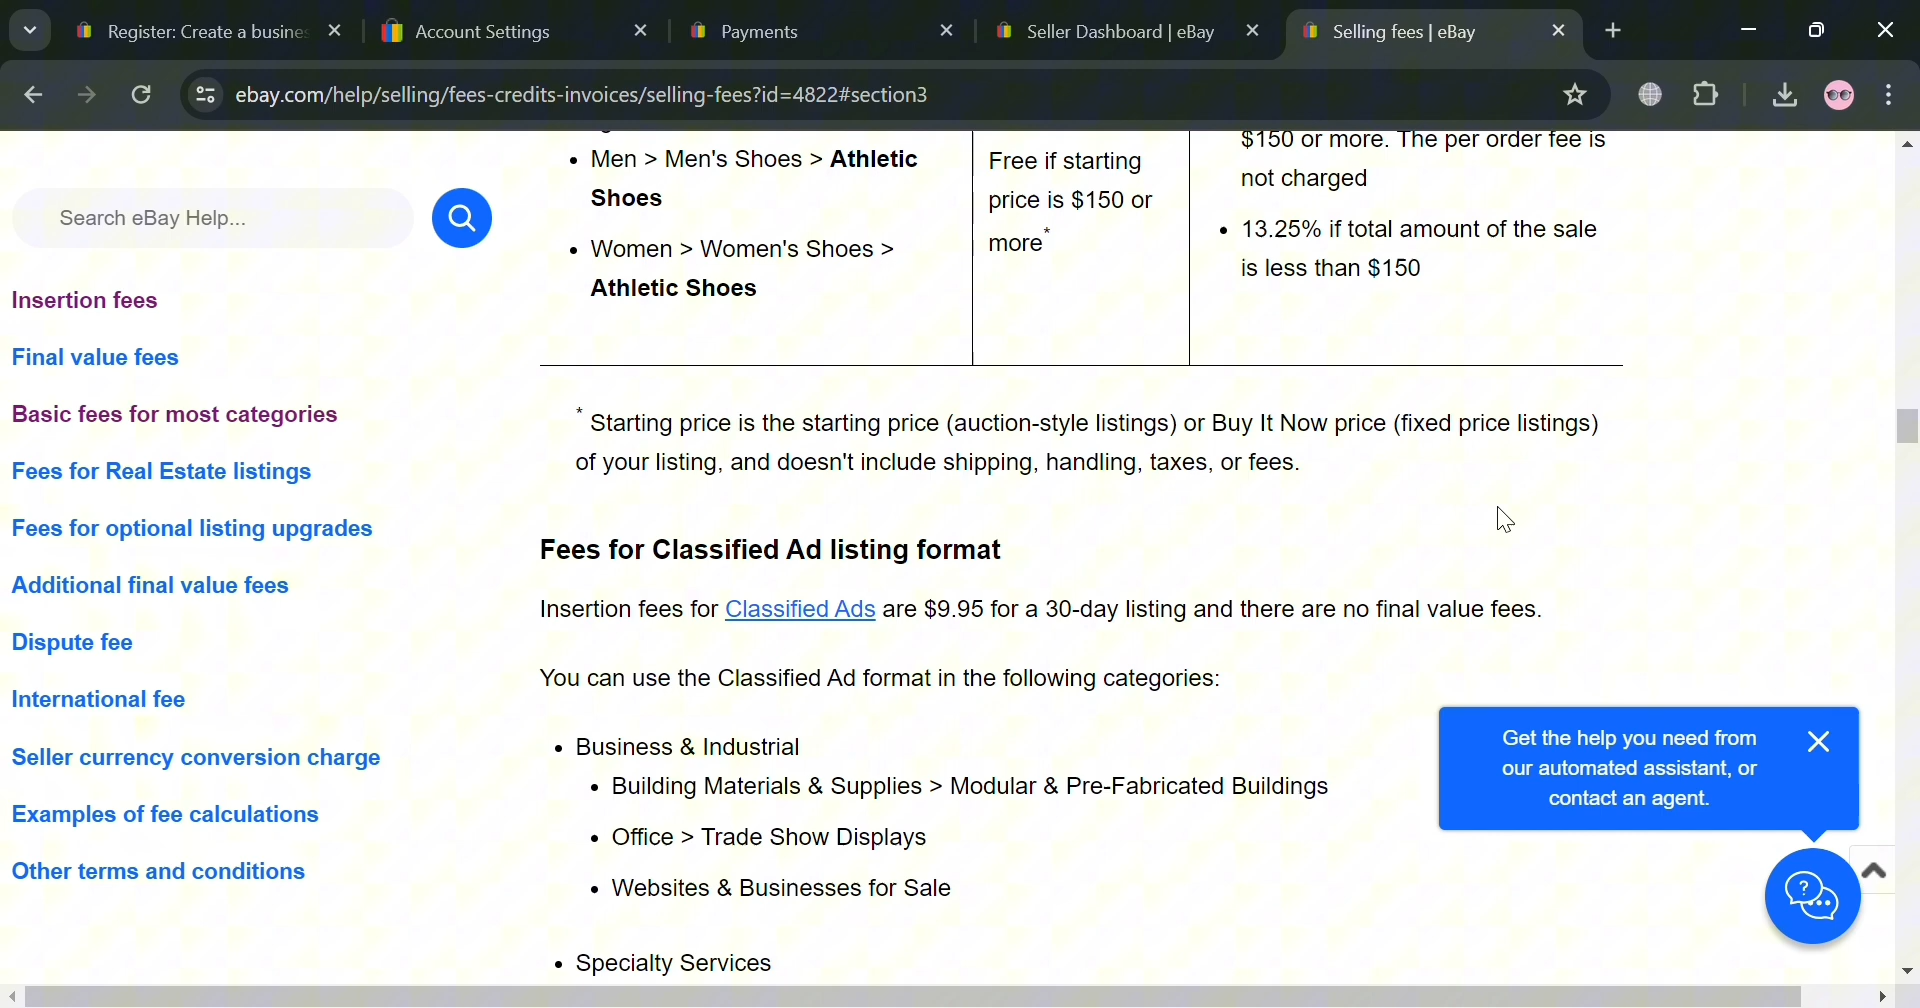 Register: Create a busine
Account Settings
Payments
Seller Dashboard | eBay
Selling fees | eBay
ebay.com/help/selling/fees-credits-invoices/selling-fees?id=4822#section3
Search eBay Help...
Insertion fees
Final value fees
Basic fees for most categories
Fees for Real Estate listings
Fees for optional listing upgrades
Additional final value fees
Dispute fee
International fee
Seller currency conversion charge
Examples of fee calculations
Other terms and conditions
• Men > Men's Shoes > Athletic
Shoes
• Women > Women's Shoes >
Athletic Shoes
Free if starting
price is $150 or
more*
$150 or more. The per order fee is
not charged
• 13.25% if total amount of the sale
is less than $150
* Starting price is the starting price (auction-style listings) or Buy It Now price (fixed price listings)
of your listing, and doesn't include shipping, handling, taxes, or fees.
Fees for Classified Ad listing format
Insertion fees for Classified Ads are $9.95 for a 30-day listing and there are no final value fees.
You can use the Classified Ad format in the following categories:
• Business & Industrial
• Building Materials & Supplies > Modular & Pre-Fabricated Buildings
• Office > Trade Show Displays
• Websites & Businesses for Sale
• Specialty Services
Get the help you need from
our automated assistant, or
contact an agent.